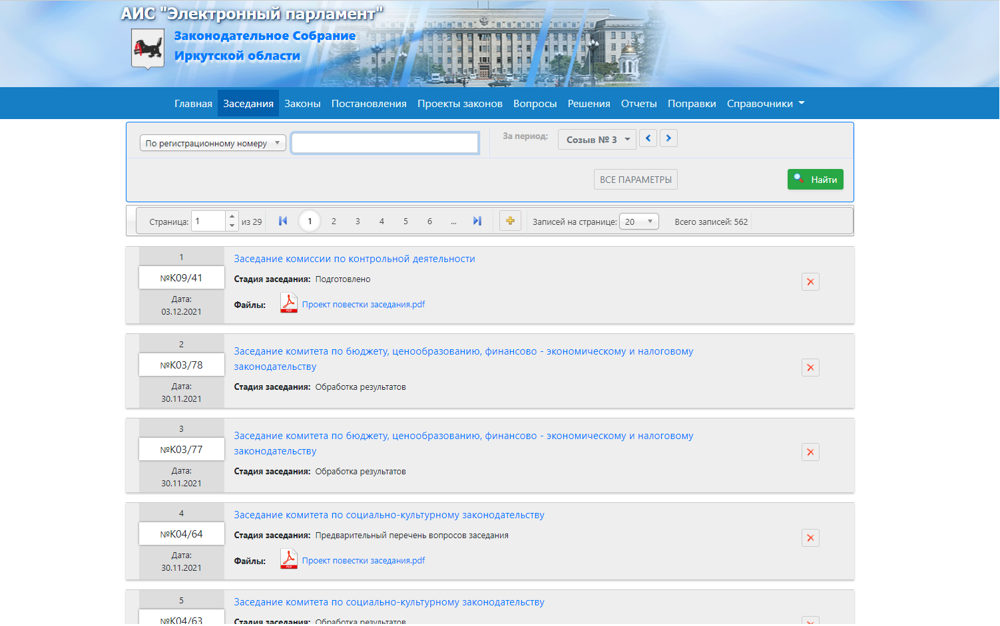 АИС "Электронный парламент"
Законодательное Собрание
Иркутской области
Главная Заседания Законы Постановления Проекты законов Вопросы Решения Отчеты Поправки Справочники
По регистрационному номеру За период: Созыв № 3
ВСЕ ПАРАМЕТРЫ Найти
Страница: 1 из 29 1 2 3 4 5 6 ... Записей на странице: 20 Всего записей: 562
1
№К09/41
Дата:
03.12.2021
Заседание комиссии по контрольной деятельности
Стадия заседания: Подготовлено
Файлы: PDF Проект повестки заседания.pdf
2
№К03/78
Дата:
30.11.2021
Заседание комитета по бюджету, ценообразованию, финансово - экономическому и налоговому
законодательству
Стадия заседания: Обработка результатов
3
№К03/77
Дата:
30.11.2021
Заседание комитета по бюджету, ценообразованию, финансово - экономическому и налоговому
законодательству
Стадия заседания: Обработка результатов
4
№К04/64
Дата:
30.11.2021
Заседание комитета по социально-культурному законодательству
Стадия заседания: Предварительный перечень вопросов заседания
Файлы: PDF Проект повестки заседания.pdf
5
№К04/63
Заседание комитета по социально-культурному законодательству
Стадия заседания: Обработка результатов